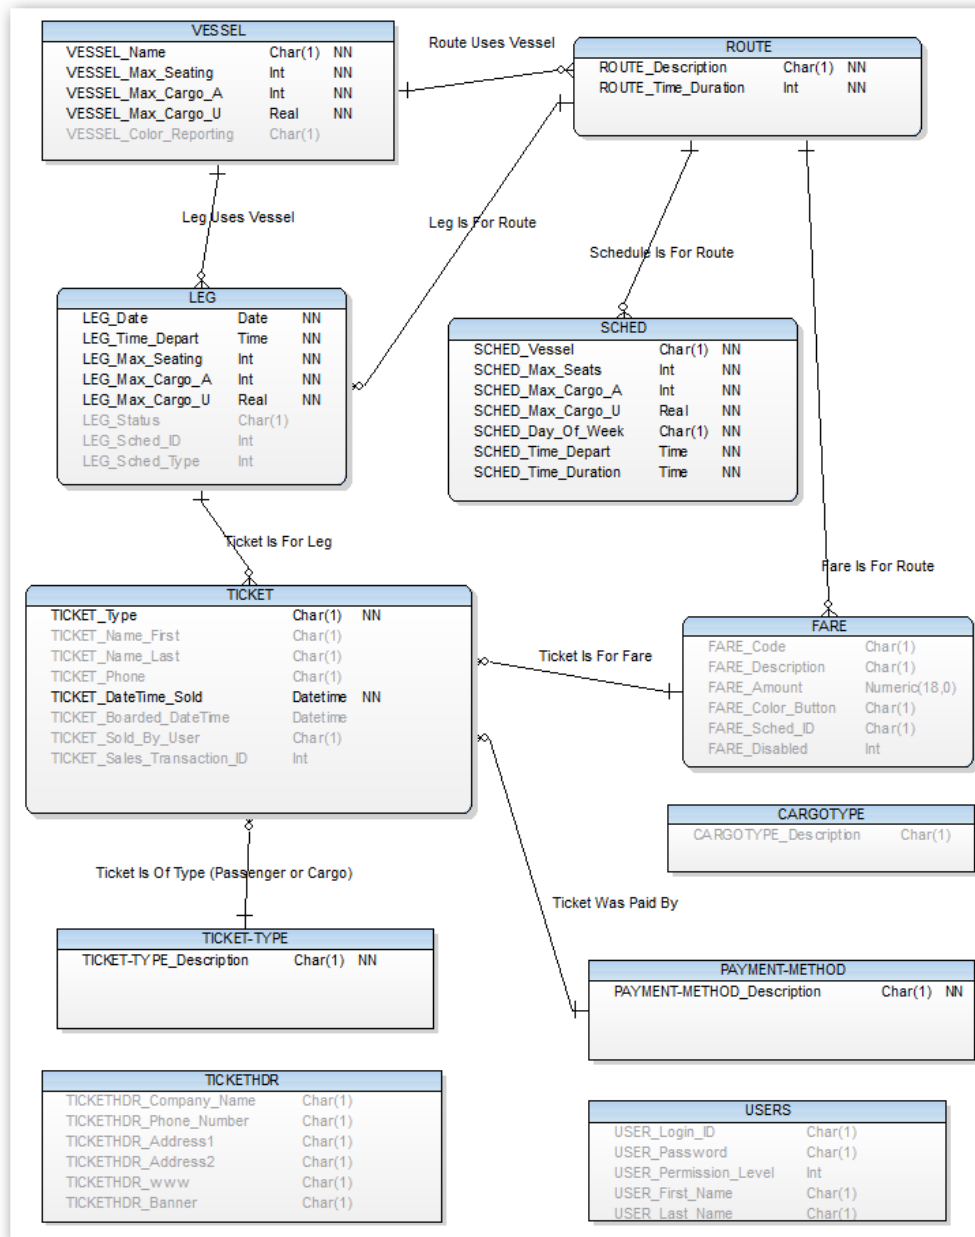 VESSEL
VESSEL_Name Char(1) NN
VESSEL_Max_Seating Int NN
VESSEL_Max_Cargo_A Int NN
VESSEL_Max_Cargo_U Real NN
VESSEL_Color_Reporting Char(1)
Route Uses Vessel
ROUTE
ROUTE_Description Char(1) NN
ROUTE_Time_Duration Int NN
Leg Uses Vessel
Leg Is For Route
Schedule Is For Route
LEG
LEG_Date Date NN
LEG_Time_Depart Time NN
LEG_Max_Seating Int NN
LEG_Max_Cargo_A Int NN
LEG_Max_Cargo_U Real NN
LEG_Status Char(1)
LEG_Sched_ID Int
LEG_Sched_Type Int
SCHED
SCHED_Vessel Char(1) NN
SCHED_Max_Seats Int NN
SCHED_Max_Cargo_A Int NN
SCHED_Max_Cargo_U Real NN
SCHED_Day_Of_Week Char(1) NN
SCHED_Time_Depart Time NN
SCHED_Time_Duration Time NN
Ticket Is For Leg
Fare Is For Route
TICKET
TICKET_Type Char(1) NN
TICKET_Name_First Char(1)
TICKET_Name_Last Char(1)
TICKET_Phone Char(1)
TICKET_DateTime_Sold Datetime NN
TICKET_Boarded_DateTime Datetime
TICKET_Sold_By_User Char(1)
TICKET_Sales_Transaction_ID Int
Ticket Is For Fare
FARE
FARE_Code Char(1)
FARE_Description Char(1)
FARE_Amount Numeric(18,0)
FARE_Color_Button Char(1)
FARE_Sched_ID Char(1)
FARE_Disabled Int
CARGOTYPE
CARGOTYPE_Description Char(1)
Ticket Is Of Type (Passenger or Cargo)
Ticket Was Paid By
TICKET-TYPE
TICKET-TYPE_Description Char(1) NN
PAYMENT-METHOD
PAYMENT-METHOD_Description Char(1) NN
TICKETHDR
TICKETHDR_Company_Name Char(1)
TICKETHDR_Phone_Number Char(1)
TICKETHDR_Address1 Char(1)
TICKETHDR_Address2 Char(1)
TICKETHDR_www Char(1)
TICKETHDR_Banner Char(1)
USERS
USER_Login_ID Char(1)
USER_Password Char(1)
USER_Permission_Level Int
USER_First_Name Char(1)
USER_Last_Name Char(1)